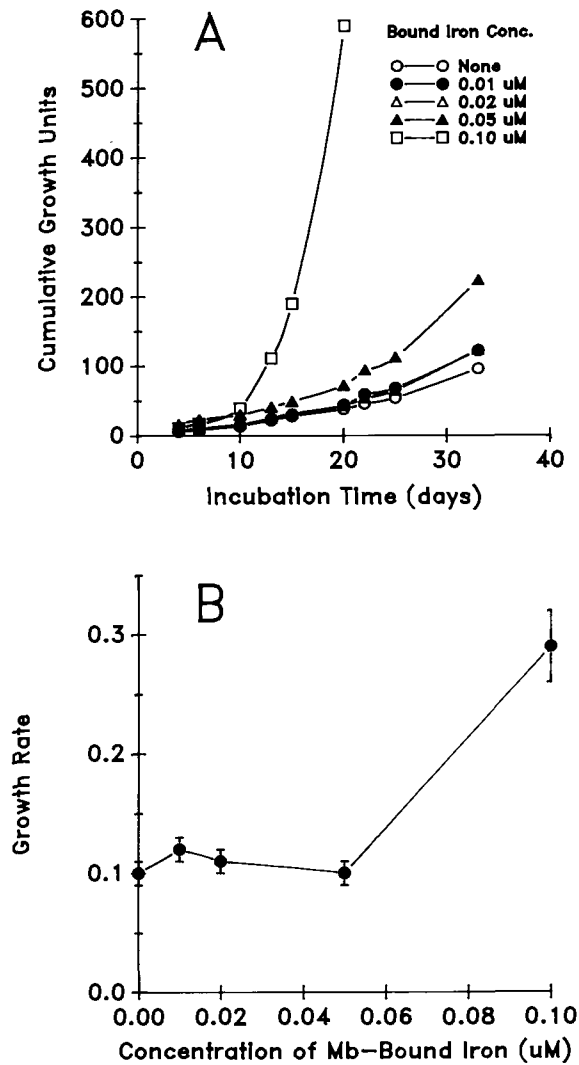 A
600
500
400
300
200
100
0
Cumulative Growth Units
0 10 20 30 40
Incubation Time (days)
Bound Iron Conc.
None
0.01 uM
0.02 uM
0.05 uM
0.10 uM
B
0.3
0.2
0.1
0.0
Growth Rate
0.00 0.02 0.04 0.06 0.08 0.10
Concentration of Mb-Bound Iron (uM)